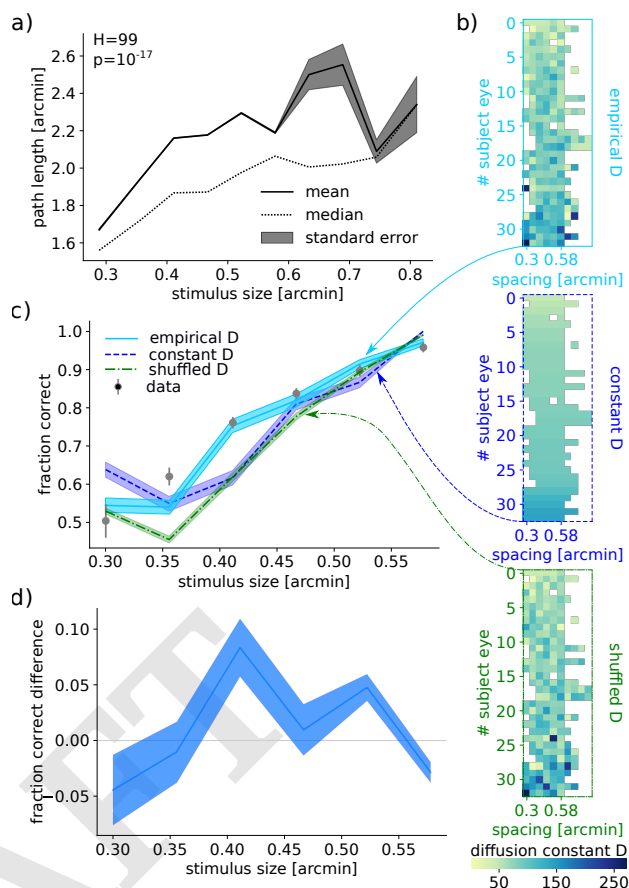 a)
H=99
p=10⁻¹⁷
path length [arcmin]
2.6
2.4
2.2
2.0
1.8
1.6
mean
median
standard error
0.3 0.4 0.5 0.6 0.7 0.8
stimulus size [arcmin]
b)
# subject eye
0
5
10
15
20
25
30
empirical D
0.3 0.58
spacing [arcmin]
# subject eye
0
5
10
15
20
25
30
constant D
0.3 0.58
spacing [arcmin]
# subject eye
0
5
10
15
20
25
30
shuffled D
0.3 0.58
spacing [arcmin]
diffusion constant D
50 150 250
c)
fraction correct
1.0
0.9
0.8
0.7
0.6
0.5
empirical D
constant D
shuffled D
data
0.30 0.35 0.40 0.45 0.50 0.55
stimulus size [arcmin]
d)
fraction correct difference
0.10
0.05
0.00
−0.05
0.30 0.35 0.40 0.45 0.50 0.55
stimulus size [arcmin]
AFT